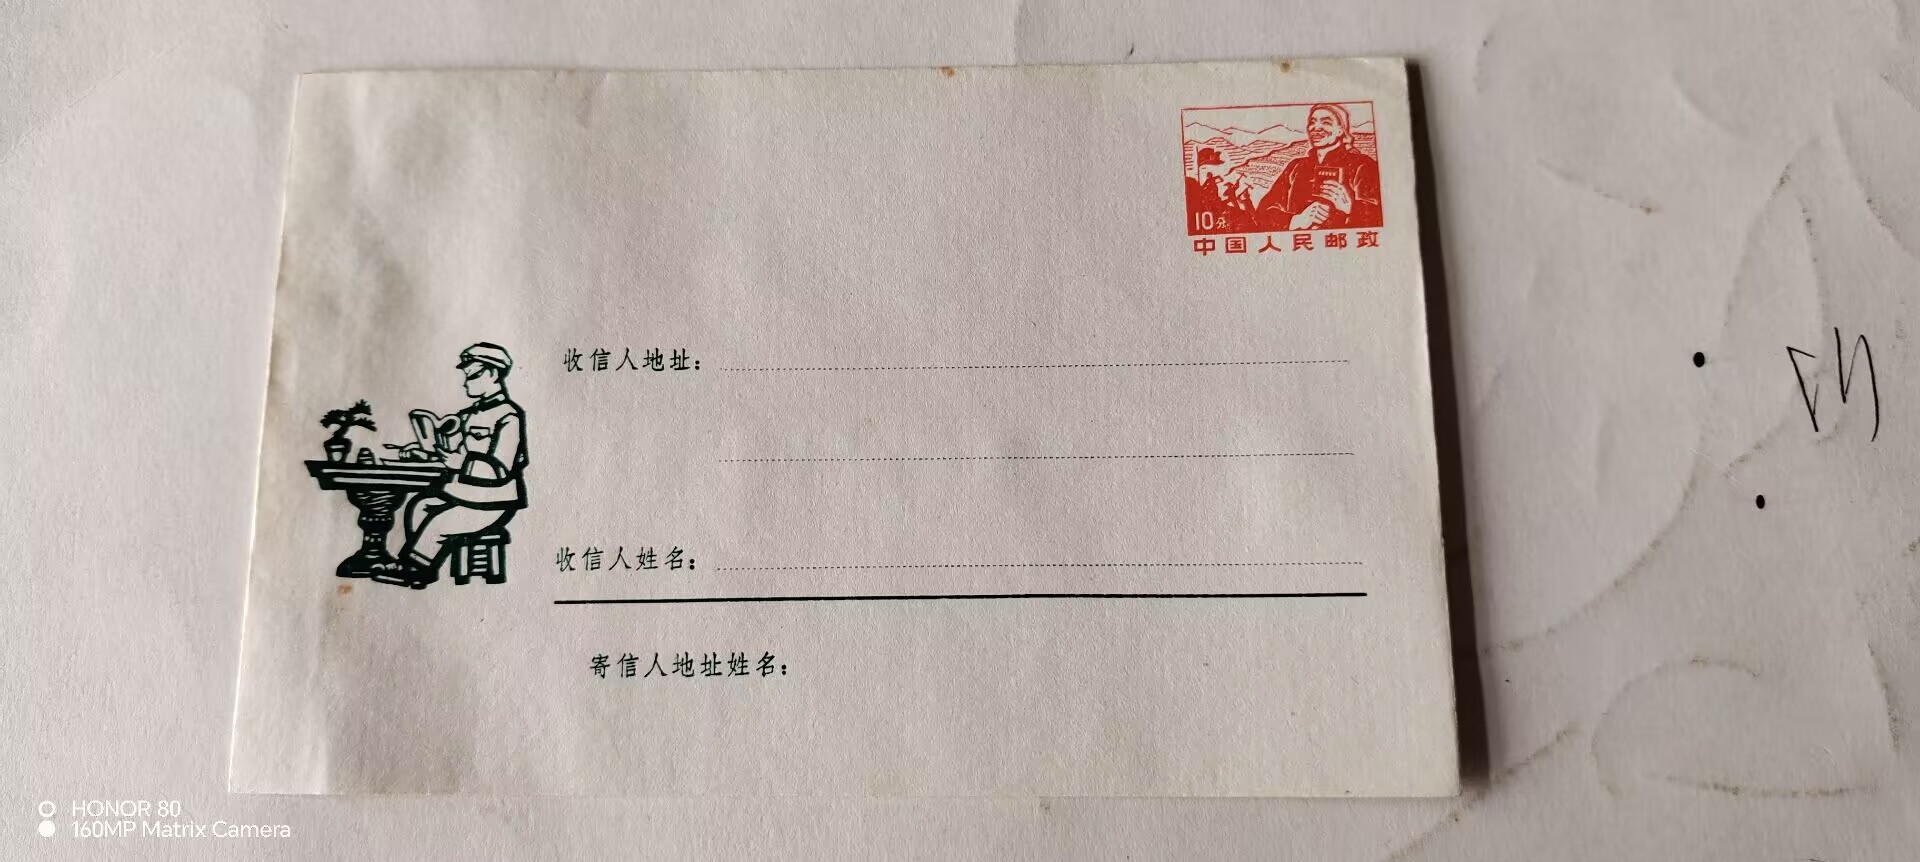 10分
中国人民邮政
收信人地址：
收信人姓名：
寄信人地址姓名：
HONOR 80
160MP Matrix Camera